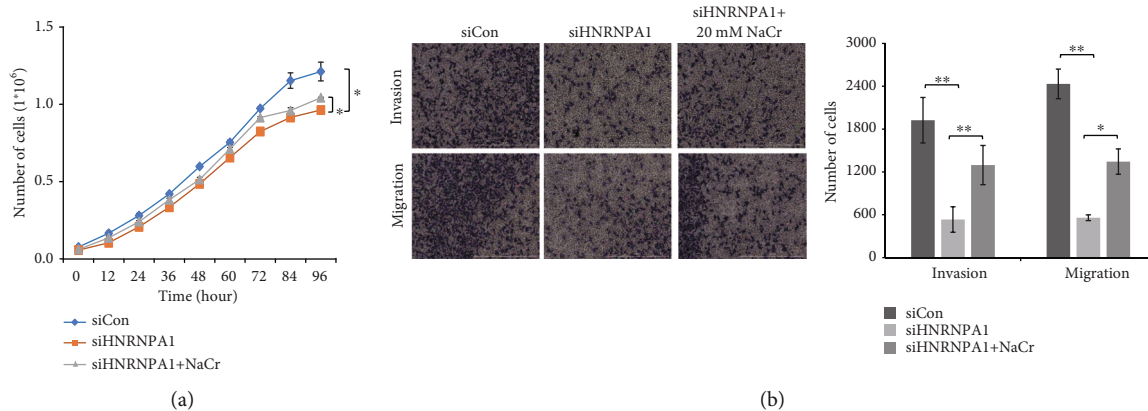 (a)
Number of cells (1*10⁶)
1.5
1.0
0.5
0.0
*
*
0 12 24 36 48 60 72 84 96
Time (hour)
siCon
siHNRNPA1
siHNRNPA1+NaCr
(a)
(b)
siCon
siHNRNPA1
siHNRNPA1+
20 mM NaCr
Invasion
Migration
Number of cells
3000
2400
1800
1200
600
0
**
**
**
*
Invasion
Migration
siCon
siHNRNPA1
siHNRNPA1+NaCr
(b)